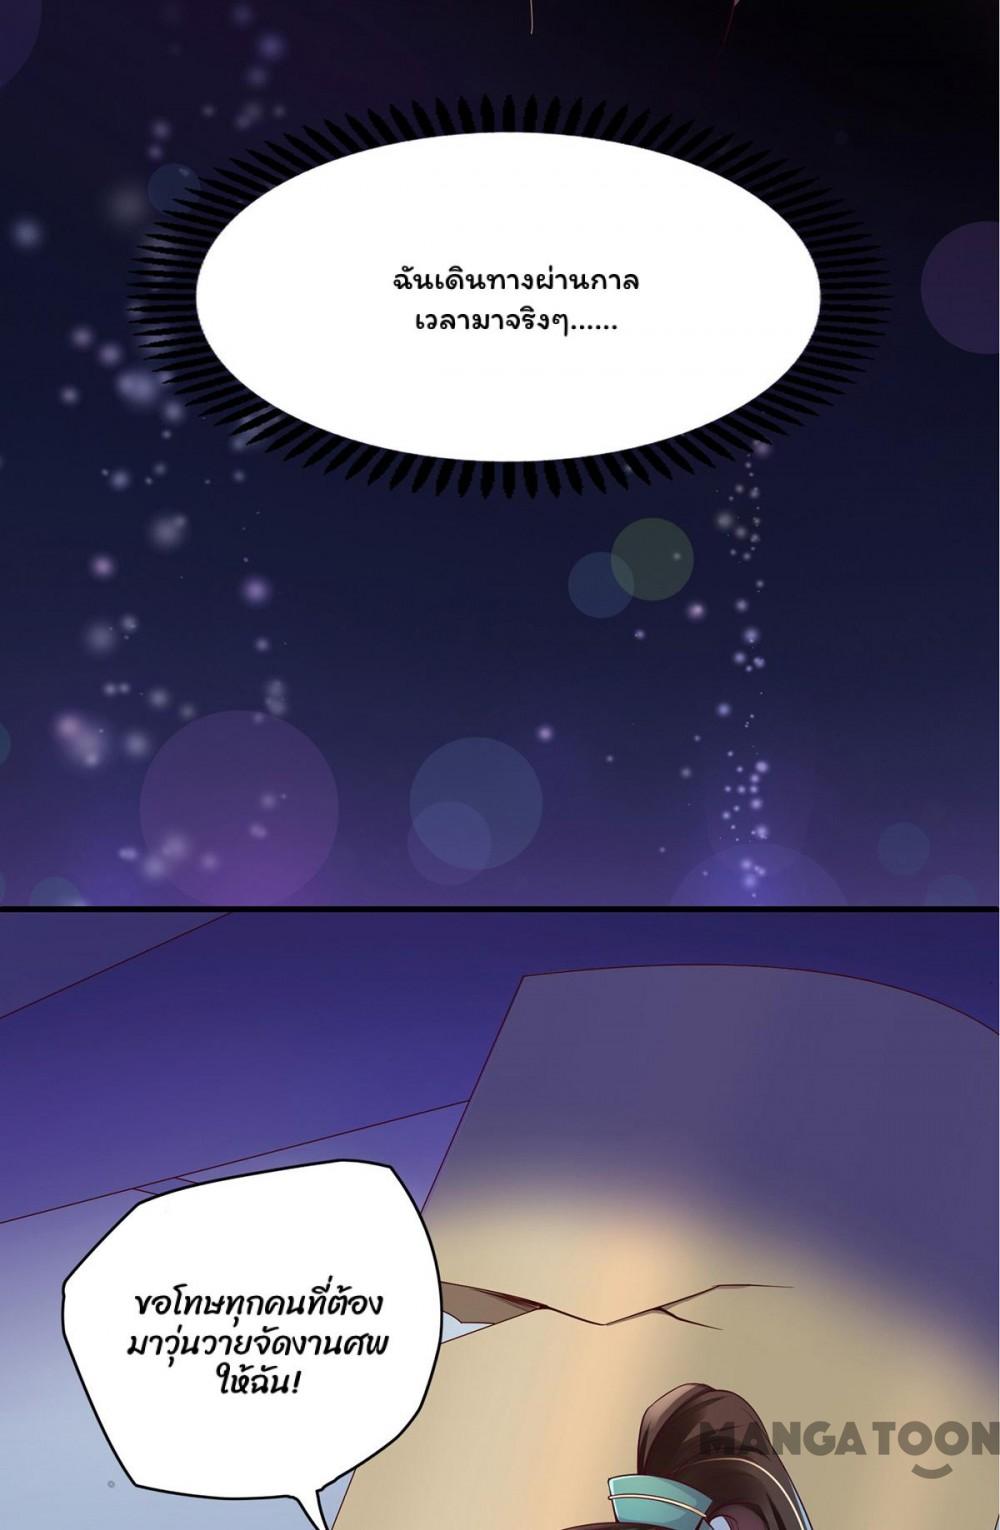 ฉันเดินทางผ่านกาล
เวลามาจริงๆ......
ขอโทษทุกคนที่ต้อง
มาวุ่นวายจัดงานศพ
ให้ฉัน!
MANGATOON